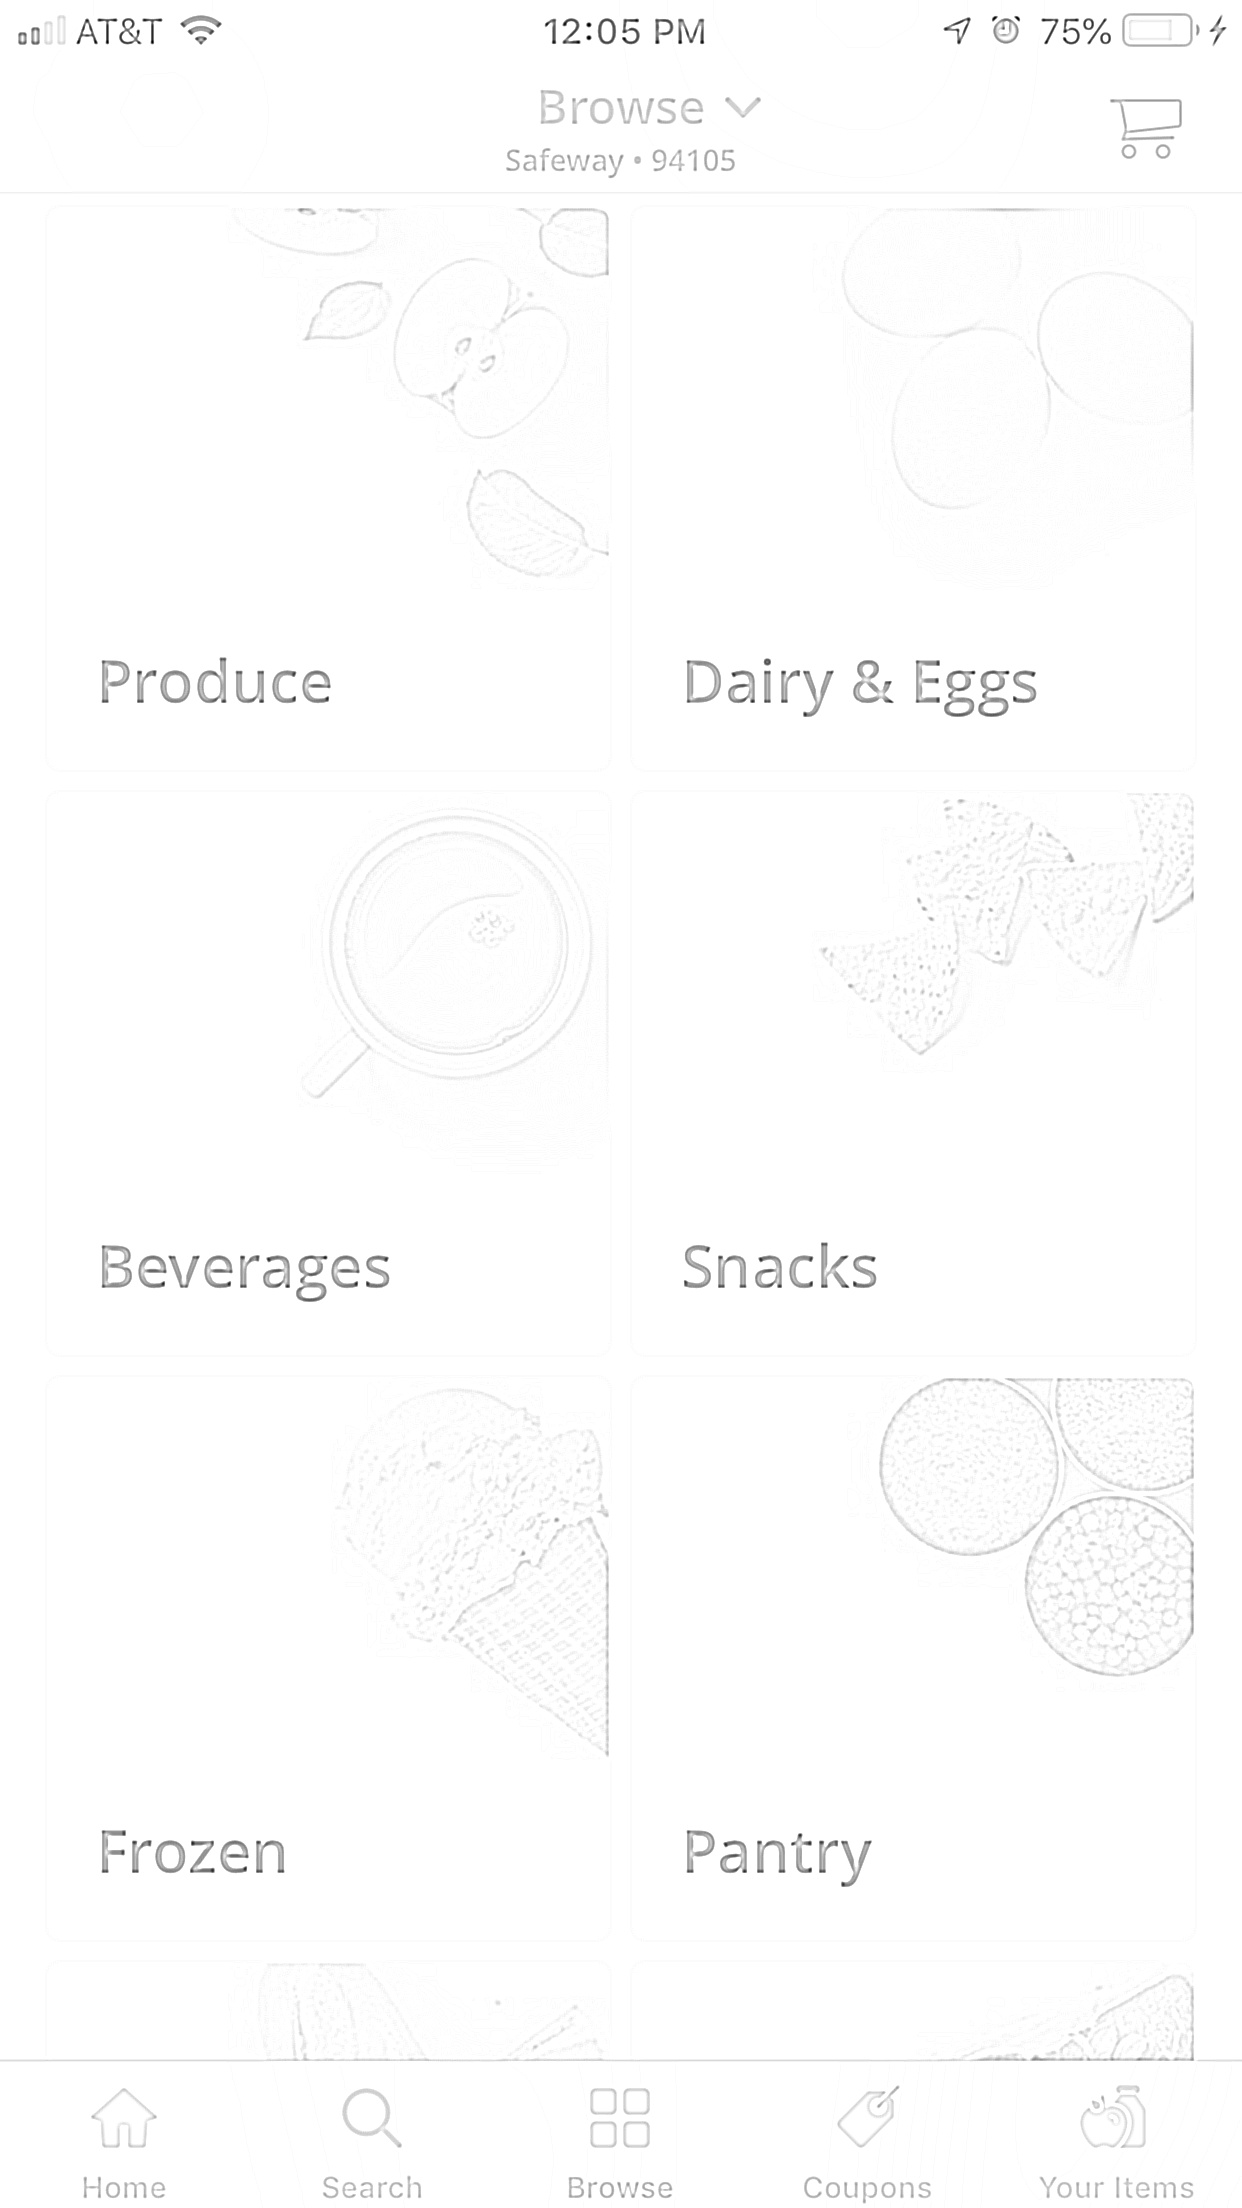 AT&T 12:05 PM 75%
Browse
Safeway • 94105
Produce Dairy & Eggs
Beverages Snacks
Frozen Pantry
Home Search Browse Coupons Your Items